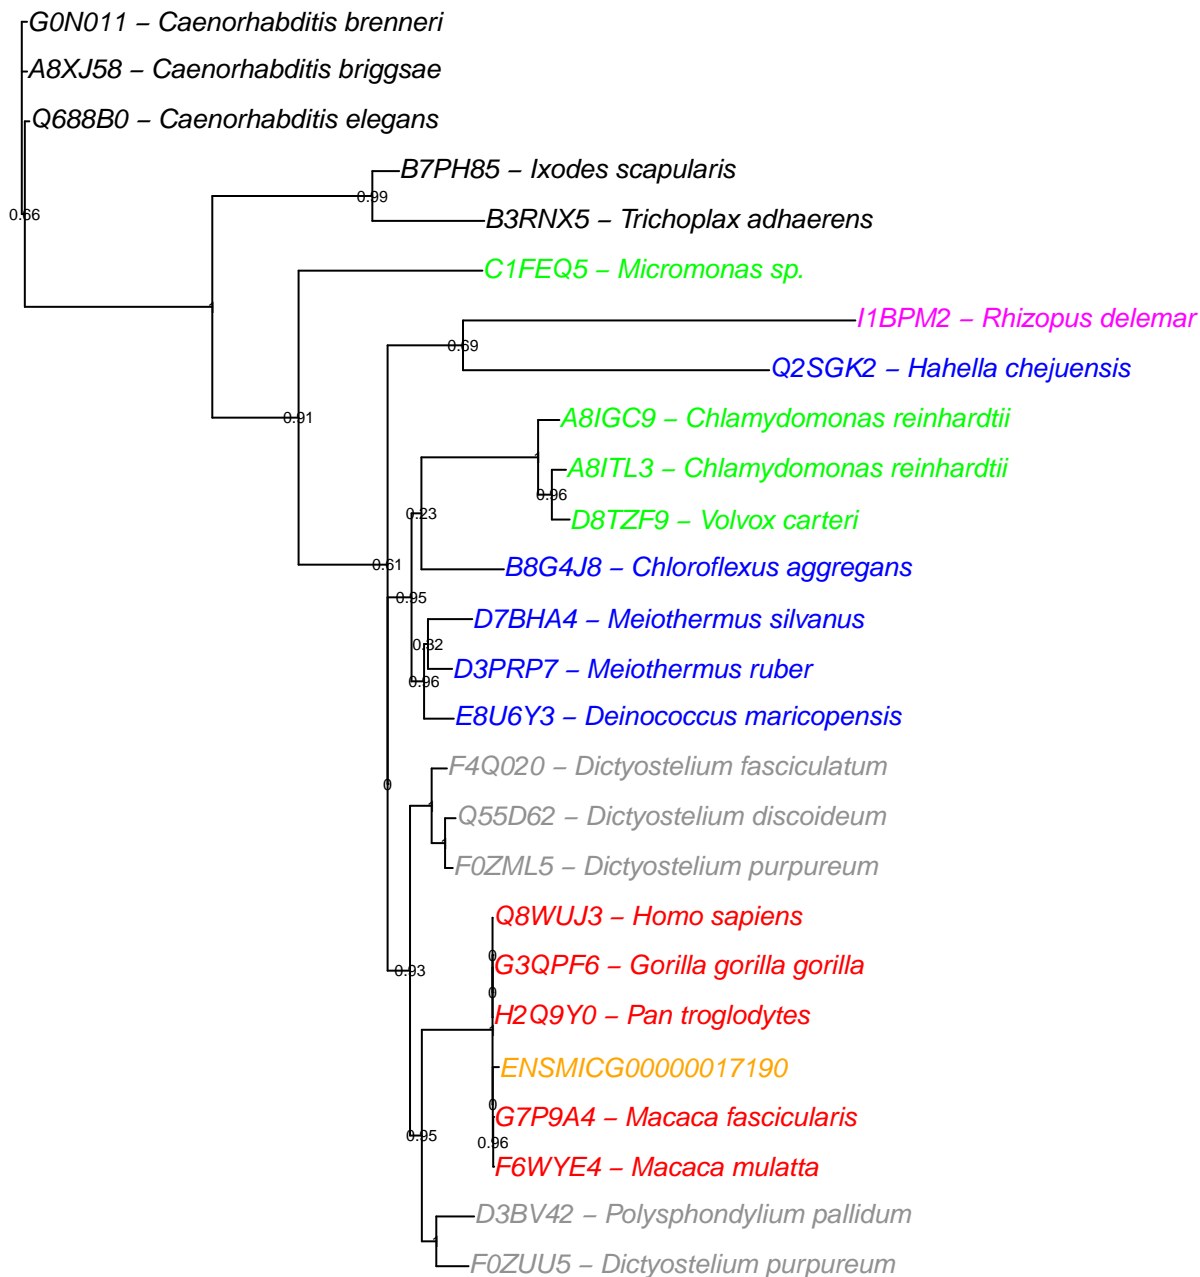 G0N011 – Caenorhabditis brenneri
A8XJ58 – Caenorhabditis briggsae
Q688B0 – Caenorhabditis elegans
B7PH85 – Ixodes scapularis
0.99
0.66
B3RNX5 – Trichoplax adhaerens
C1FEQ5 – Micromonas sp.
1
I1BPM2 – Rhizopus delemar
0.69
Q2SGK2 – Hahella chejuensis
0.91
A8IGC9 – Chlamydomonas reinhardtii
1
A8ITL3 – Chlamydomonas reinhardtii
0.96
0.23
D8TZF9 – Volvox carteri
0.61
B8G4J8 – Chloroflexus aggregans
0.95
D7BHA4 – Meiothermus silvanus
0.82
D3PRP7 – Meiothermus ruber
0.96
E8U6Y3 – Deinococcus maricopensis
F4Q020 – Dictyostelium fasciculatum
0
1
Q55D62 – Dictyostelium discoideum
1
F0ZML5 – Dictyostelium purpureum
Q8WUJ3 – Homo sapiens
0
G3QPF6 – Gorilla gorilla gorilla
0.93
0
H2Q9Y0 – Pan troglodytes
1
ENSMICG00000017190
0
G7P9A4 – Macaca fascicularis
0.95
0.96
F6WYE4 – Macaca mulatta
D3BV42 – Polysphondylium pallidum
1
F0ZUU5 – Dictyostelium purpureum